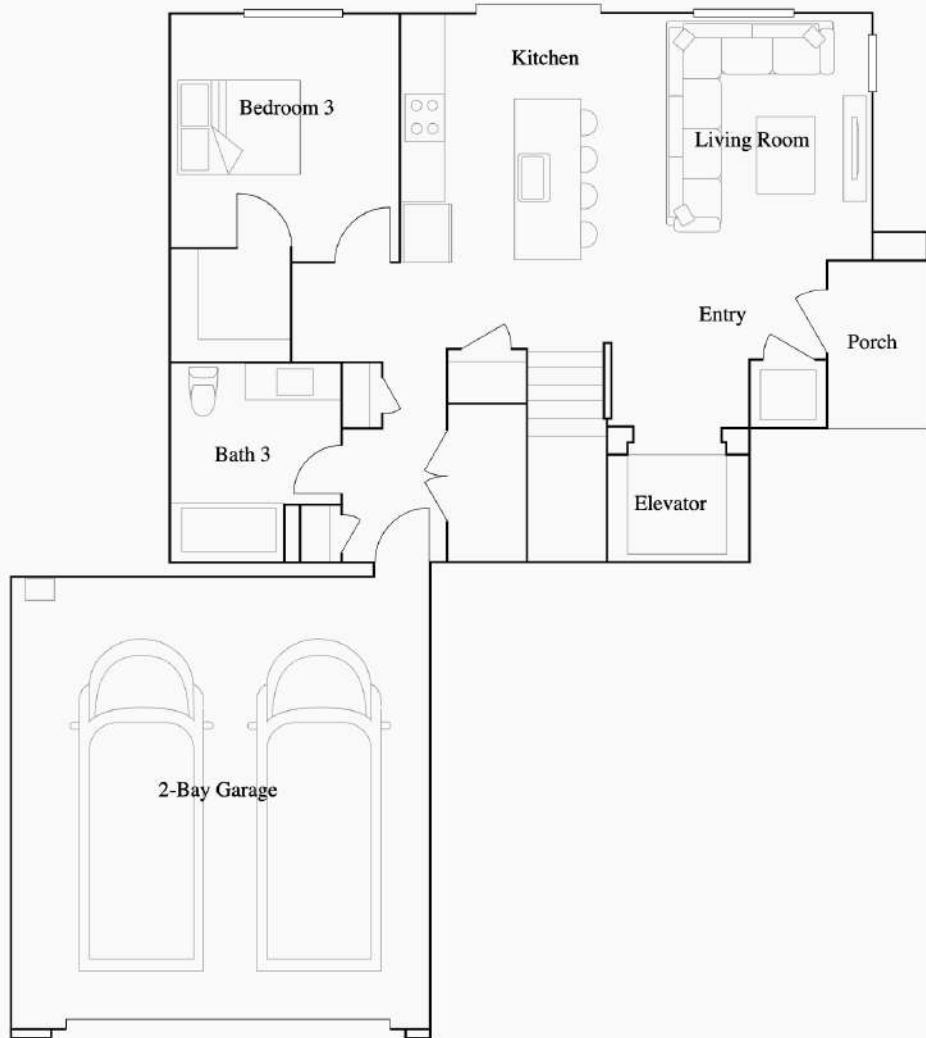 Kitchen
Bedroom 3
Living Room
Entry
Porch
Bath 3
Elevator
2-Bay Garage